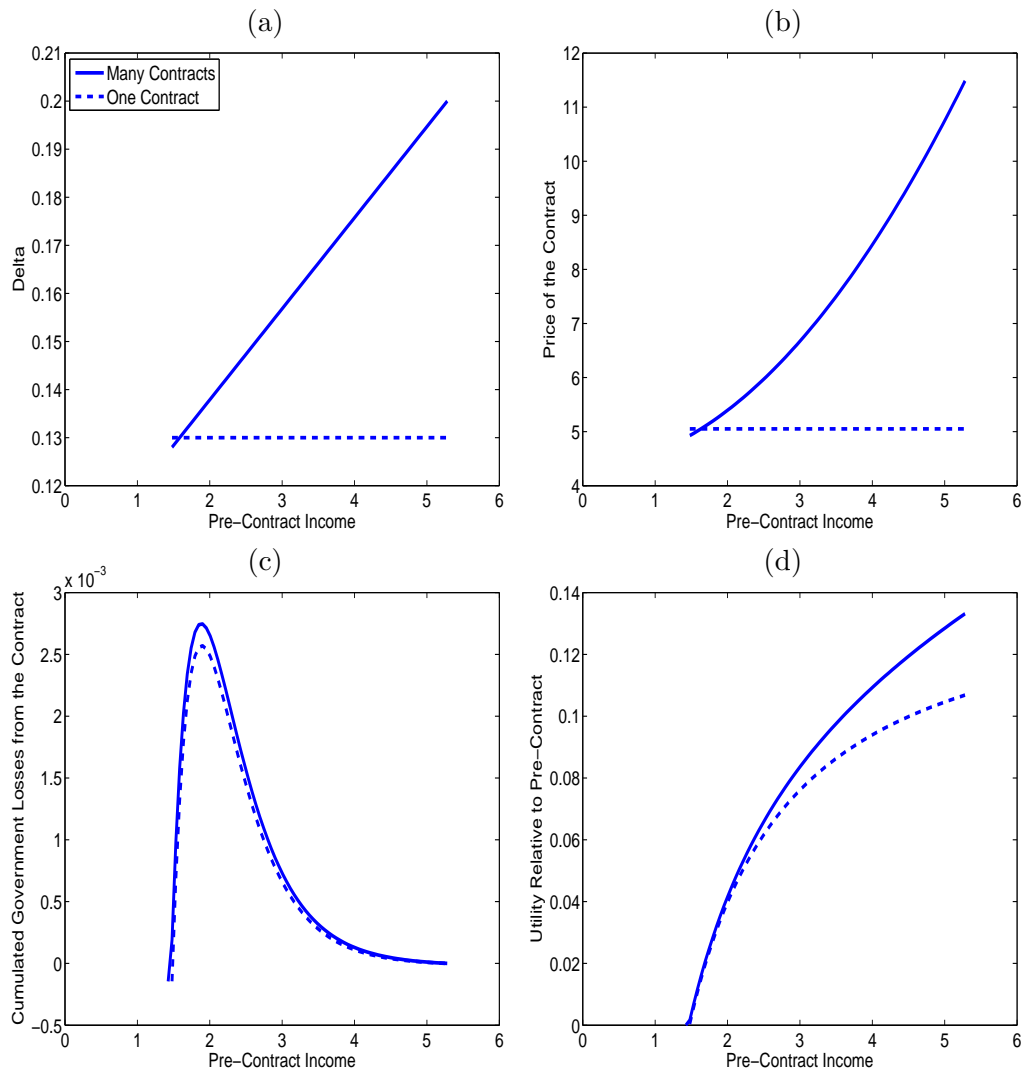 (a)
0.21
0.2
0.19
0.18
0.17
0.16
0.15
0.14
0.13
0.12
Delta
Many Contracts
One Contract
0 1 2 3 4 5 6
Pre−Contract Income
(b)
12
11
10
9
8
7
6
5
4
Price of the Contract
0 1 2 3 4 5 6
Pre−Contract Income
(c)
x 10⁻³
3
2.5
2
1.5
1
0.5
0
−0.5
Cumulated Government Losses from the Contract
0 1 2 3 4 5 6
Pre−Contract Income
(d)
0.14
0.12
0.1
0.08
0.06
0.04
0.02
0
Utility Relative to Pre−Contract
0 1 2 3 4 5 6
Pre−Contract Income